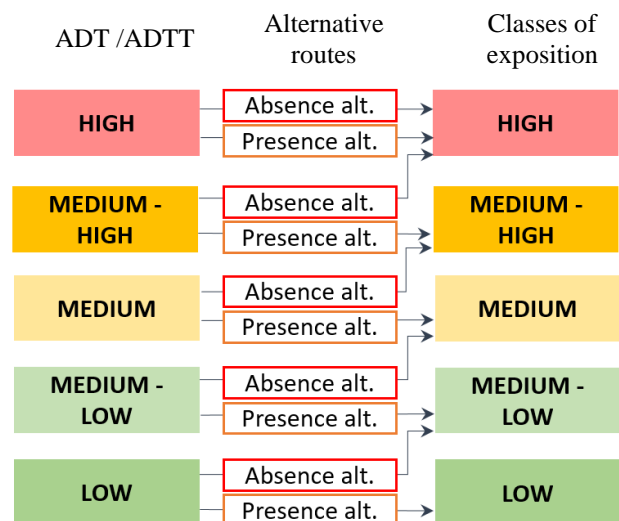 ADT /ADTT
Alternative
routes
Classes of
exposition
HIGH
Absence alt.
Presence alt.
HIGH
MEDIUM -
HIGH
Absence alt.
Presence alt.
MEDIUM -
HIGH
MEDIUM
Absence alt.
Presence alt.
MEDIUM
MEDIUM -
LOW
Absence alt.
Presence alt.
MEDIUM -
LOW
LOW
Absence alt.
Presence alt.
LOW